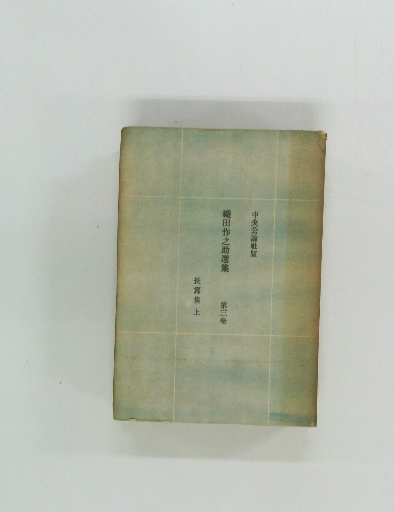 中央公論社版
織田作之助選集 第三卷
長篇集 上